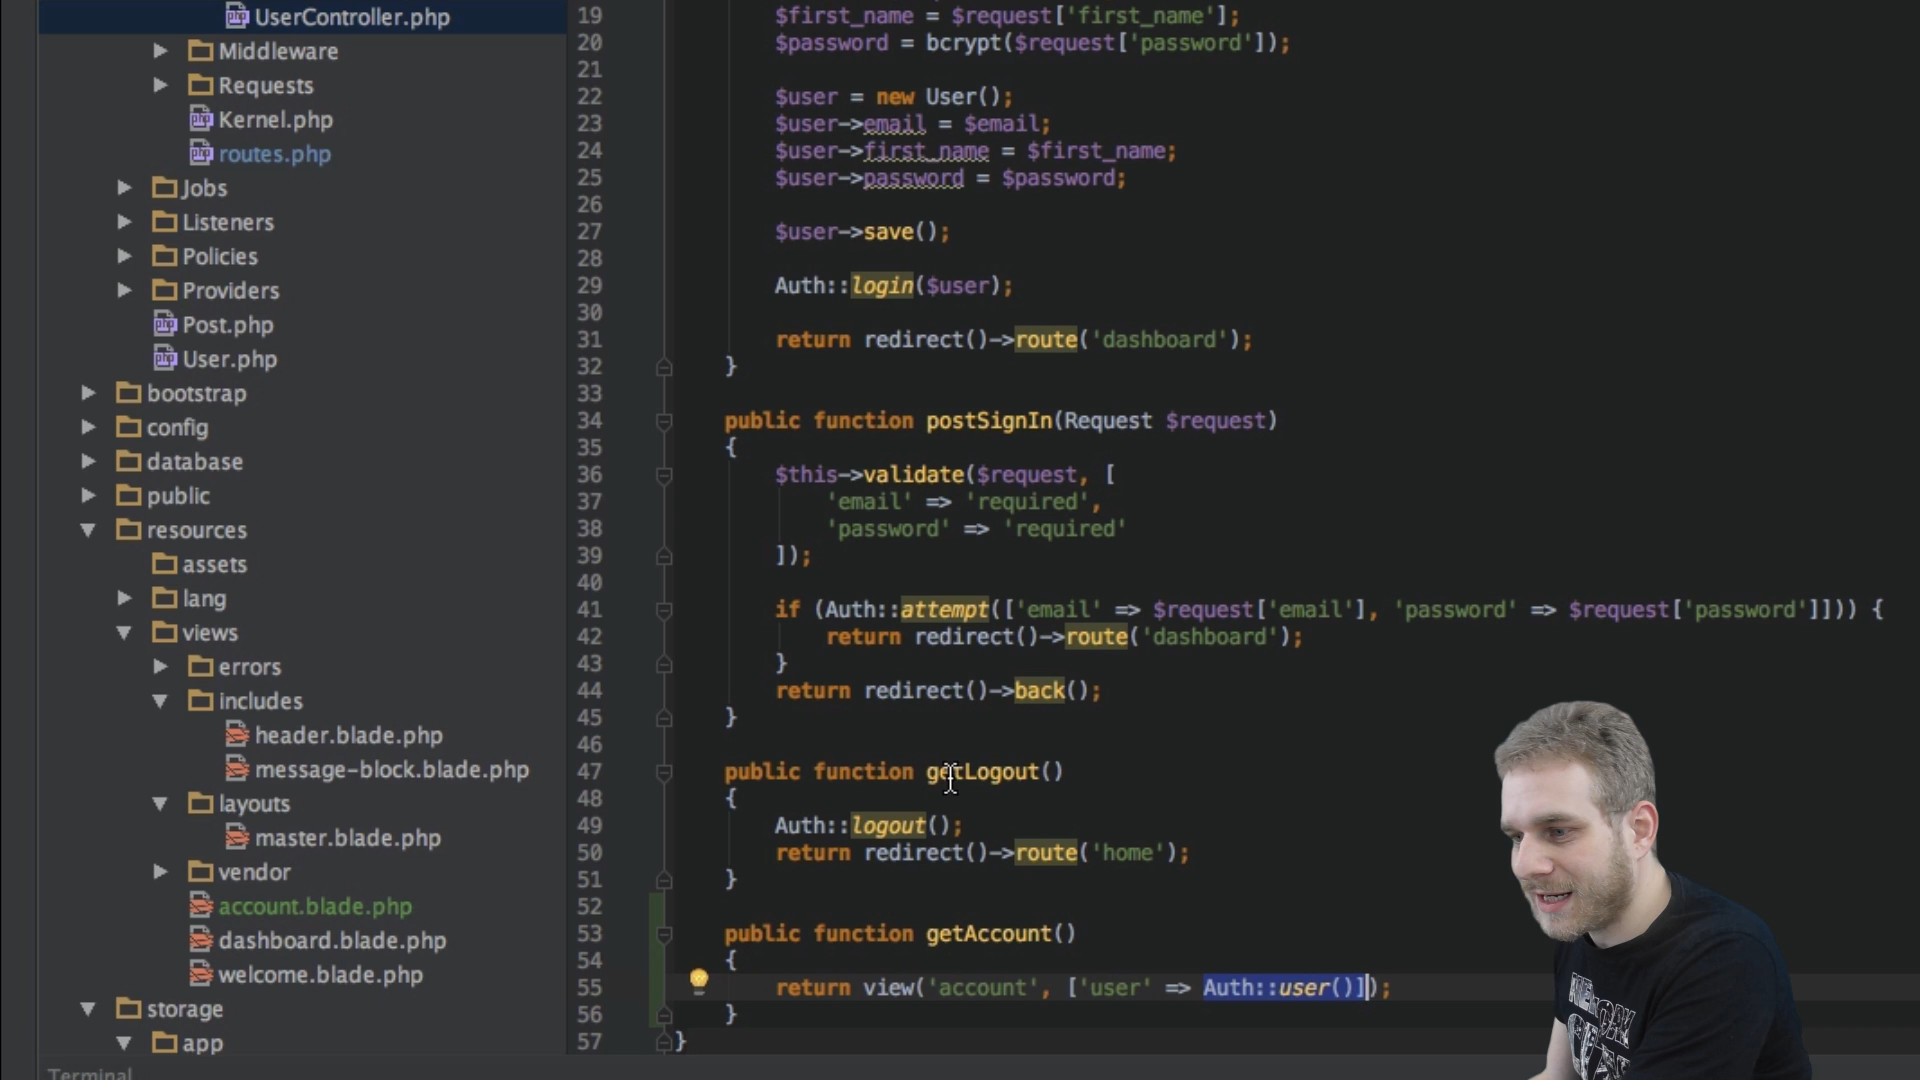 UserController.php
Middleware
Requests
Kernel.php
routes.php
Jobs
Listeners
Policies
Providers
Post.php
User.php
bootstrap
config
database
public
resources
assets
lang
views
errors
includes
header.blade.php
message-block.blade.php
layouts
master.blade.php
vendor
account.blade.php
dashboard.blade.php
welcome.blade.php
storage
app
Terminal
19 $first_name = $request['first_name'];
20 $password = bcrypt($request['password']);
21
22 $user = new User();
23 $user->email = $email;
24 $user->first_name = $first_name;
25 $user->password = $password;
26
27 $user->save();
28
29 Auth::login($user);
30
31 return redirect()->route('dashboard');
32 }
33
34 public function postSignIn(Request $request)
35 {
36 $this->validate($request, [
37 'email' => 'required',
38 'password' => 'required'
39 ]);
40
41 if (Auth::attempt(['email' => $request['email'], 'password' => $request['password']])) {
42 return redirect()->route('dashboard');
43 }
44 return redirect()->back();
45 }
46
47 public function getLogout()
48 {
49 Auth::logout();
50 return redirect()->route('home');
51 }
52
53 public function getAccount()
54 {
55 return view('account', ['user' => Auth::user()]);
56 }
57 }